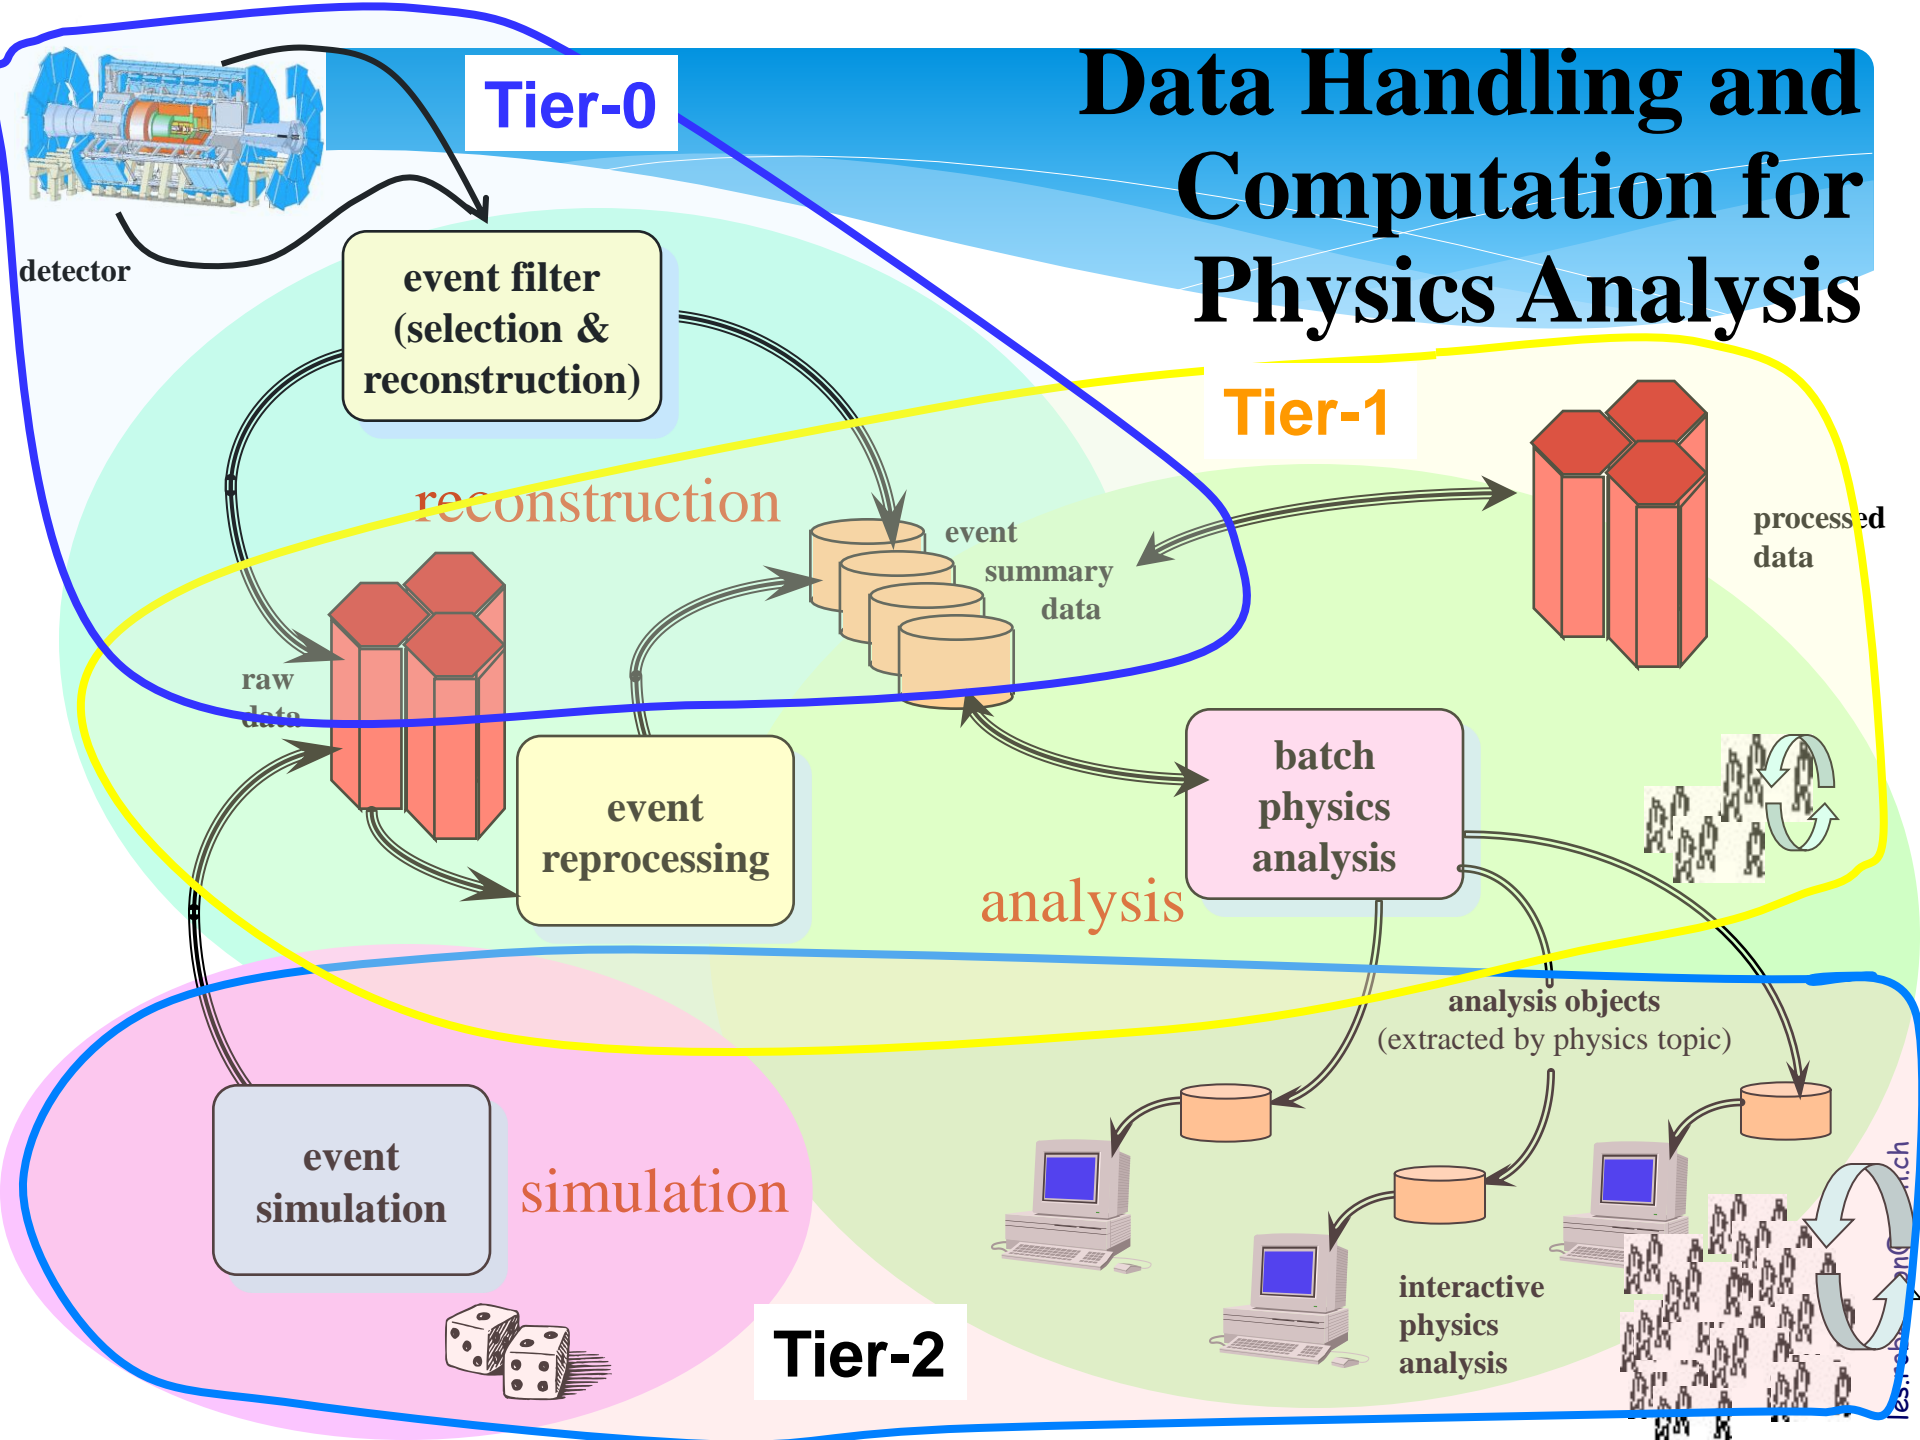 Data Handling and
Computation for
Physics Analysis
Tier-0
detector
event filter
(selection &
reconstruction)
Tier-1
reconstruction
event
summary
data
processed
data
raw
data
batch
physics
analysis
event
reprocessing
analysis
analysis objects
(extracted by physics topic)
event
simulation
simulation
interactive
physics
analysis
Tier-2